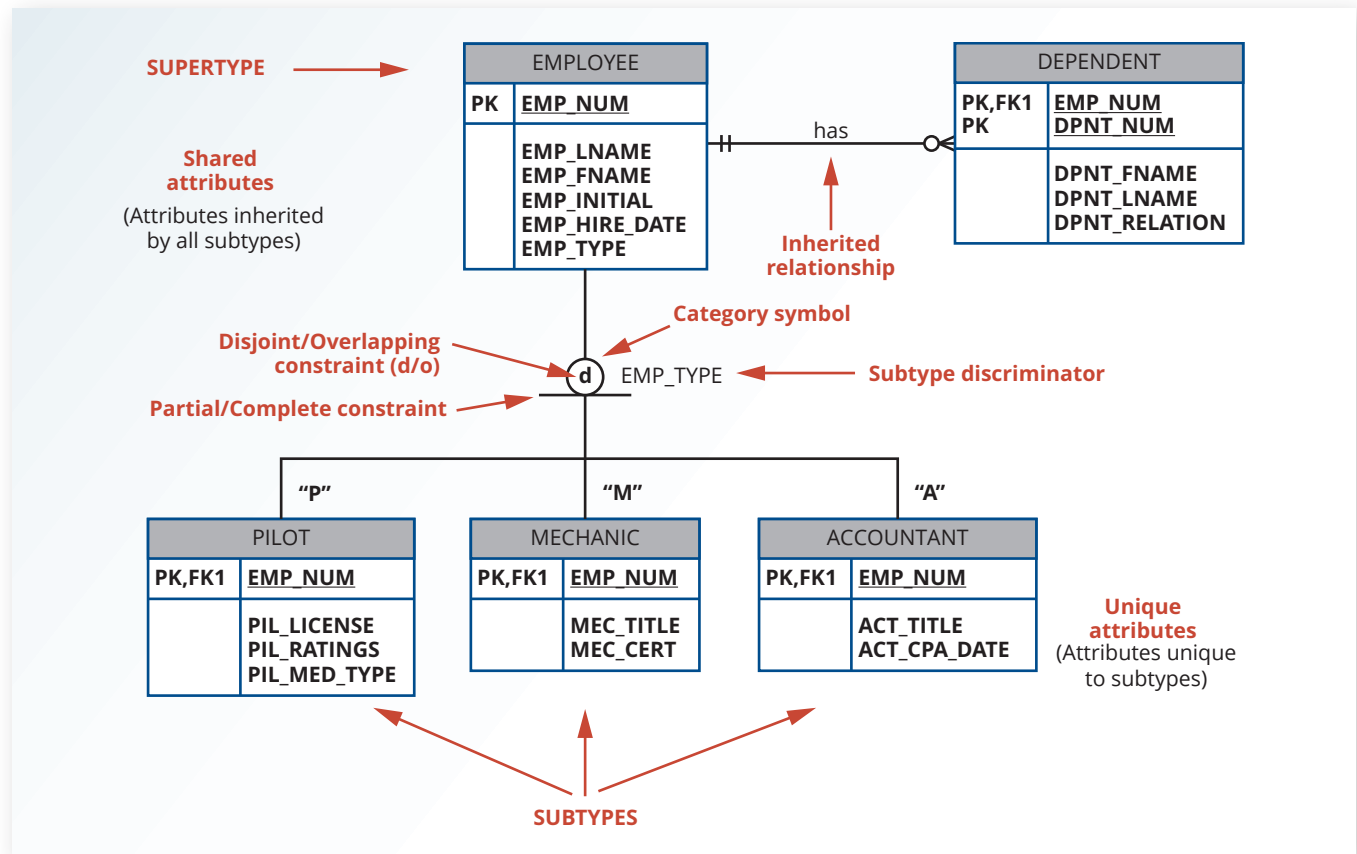 SUPERTYPE
EMPLOYEE
PK EMP_NUM
EMP_LNAME
EMP_FNAME
EMP_INITIAL
EMP_HIRE_DATE
EMP_TYPE
has
DEPENDENT
PK,FK1 EMP_NUM
PK DPNT_NUM
DPNT_FNAME
DPNT_LNAME
DPNT_RELATION
Shared
attributes
(Attributes inherited
by all subtypes)
Inherited
relationship
Category symbol
Disjoint/Overlapping
constraint (d/o)
d
EMP_TYPE
Subtype discriminator
Partial/Complete constraint
“P”
“M”
“A”
PILOT
PK,FK1 EMP_NUM
PIL_LICENSE
PIL_RATINGS
PIL_MED_TYPE
MECHANIC
PK,FK1 EMP_NUM
MEC_TITLE
MEC_CERT
ACCOUNTANT
PK,FK1 EMP_NUM
ACT_TITLE
ACT_CPA_DATE
Unique
attributes
(Attributes unique
to subtypes)
SUBTYPES